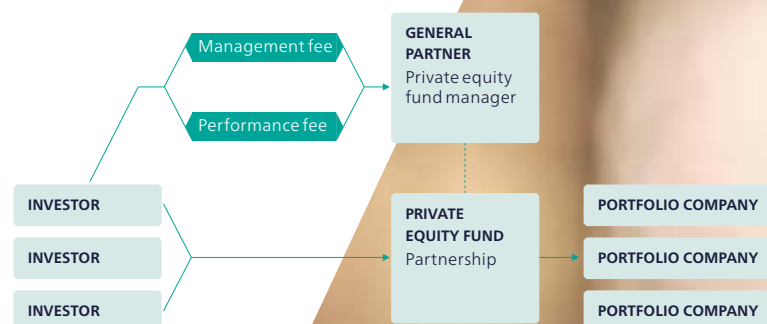 Management fee
Performance fee
GENERAL
PARTNER
Private equity
fund manager
INVESTOR
INVESTOR
INVESTOR
PRIVATE
EQUITY FUND
Partnership
PORTFOLIO COMPANY
PORTFOLIO COMPANY
PORTFOLIO COMPANY